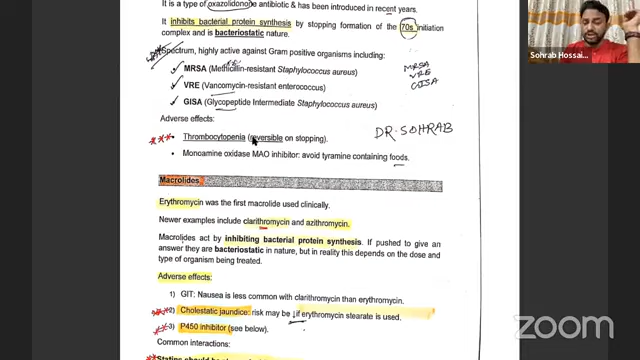 It is a type of oxazolidonone antibiotic & has been introduced in recent years.
It inhibits bacterial protein synthesis by stopping formation of the 70s initiation
complex and is bacteriostatic nature.
Spectrum, highly active against Gram positive organisms including:
MRSA (Methicillin-resistant Staphylococcus aureus)
VRE (Vancomycin-resistant enterococcus)
GISA (Glycopeptide Intermediate Staphylococcus aureus)
MRSA
VRE
GISA
Adverse effects:
DR-SOHRAB
• Thrombocytopenia (reversible on stopping).
• Monoamine oxidase MAO inhibitor: avoid tyramine containing foods.
Macrolides
Erythromycin was the first macrolide used clinically.
Newer examples include clarithromycin and azithromycin.
Macrolides act by inhibiting bacterial protein synthesis. If pushed to give an
answer they are bacteriostatic in nature, but in reality this depends on the dose and
type of organism being treated.
Adverse effects:
1) GIT: Nausea is less common with clarithromycin than erythromycin.
2) Cholestatic jaundice: risk may be ↓if erythromycin stearate is used.
3) P450 inhibitor (see below).
Common interactions:
Sohrab Hossai...
zoom